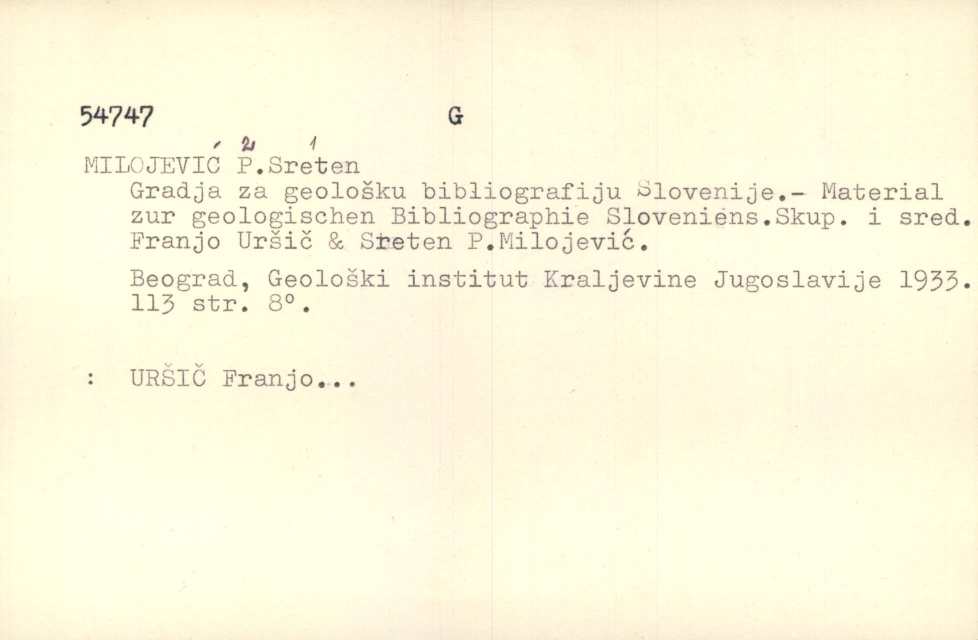 54747 G
2 1
MILOJEVIĆ P.Sreten
Gradja za geološku bibliografiju Slovenije.- Material
zur geologischen Bibliographie Sloveniens.Skup. i sred.
Franjo Uršič & Sreten P.Milojević.
Beograd, Geološki institut Kraljevine Jugoslavije 1933.
113 str. 8°.
: URŠIČ Franjo...